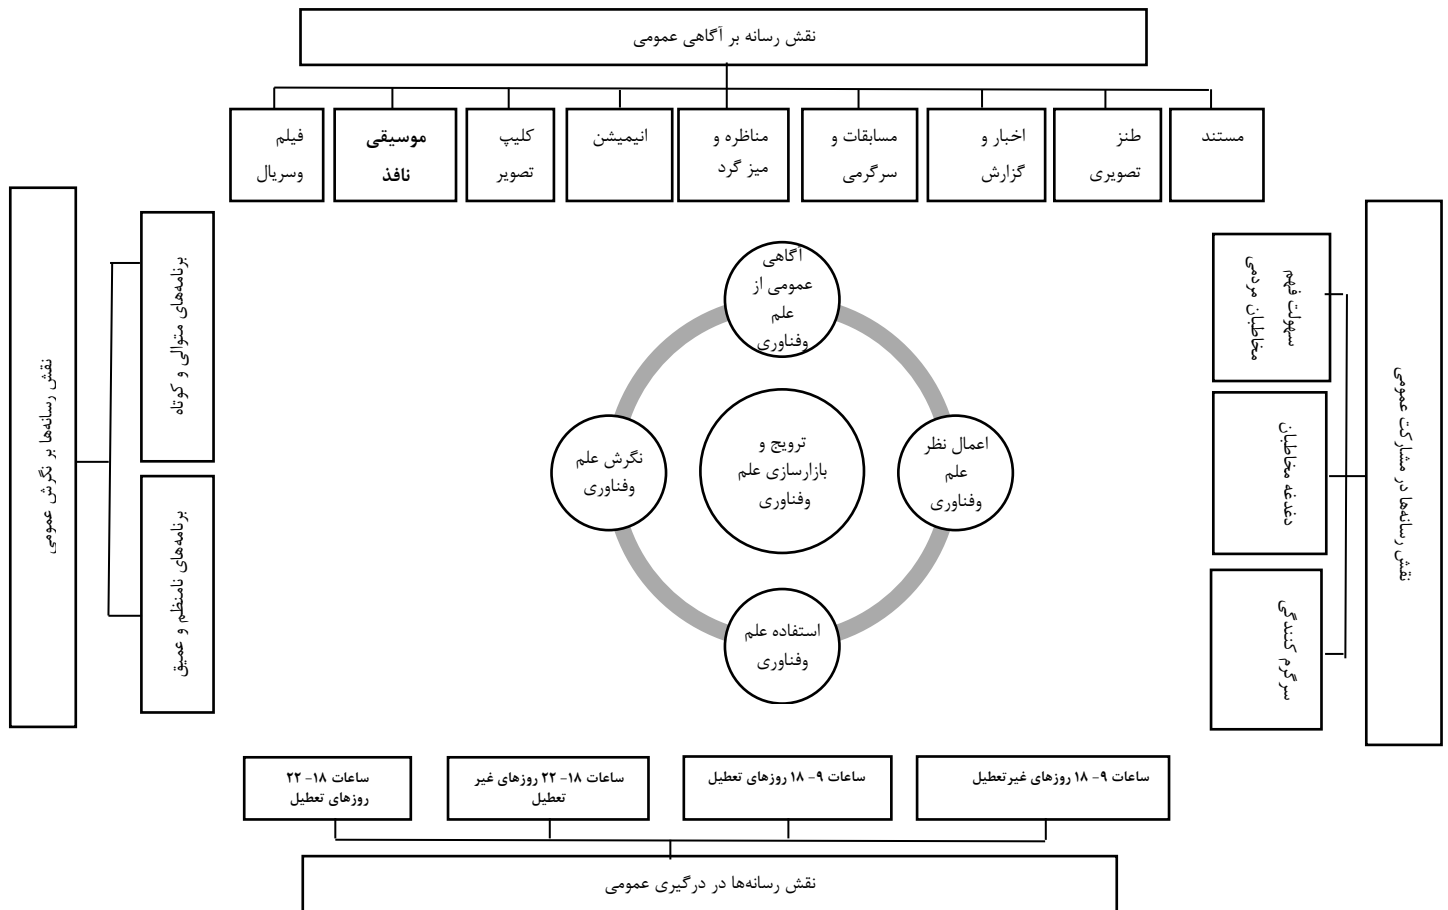 نقش رسانه بر آگاهی عمومی
مستند
طنز
تصویری
اخبار و
گزارش
مسابقات و
سرگرمی
مناظره و
میز گرد
انیمیشن
کلیپ
تصویر
موسیقی
نافذ
فیلم
وسریال
نقش رسانه‌ها در مشارکت عمومی
سهولت فهم
مخاطبان مردمی
دغدغه مخاطبان
سرگرم کنندگی
آگاهی
عمومی از
علم
وفناوری
اعمال نظر
علم
وفناوری
ترویج و
بازارسازی علم
وفناوری
نگرش علم
وفناوری
استفاده علم
وفناوری
برنامه‌های متوالی و کوتاه
برنامه‌های نامنظم و عمیق
نقش رسانه‌ها بر نگرش عمومی
ساعات ۹- ۱۸ روزهای غیرتعطیل
ساعات ۹- ۱۸ روزهای تعطیل
ساعات ۱۸- ۲۲ روزهای غیر
تعطیل
ساعات ۱۸- ۲۲
روزهای تعطیل
نقش رسانه‌ها در درگیری عمومی